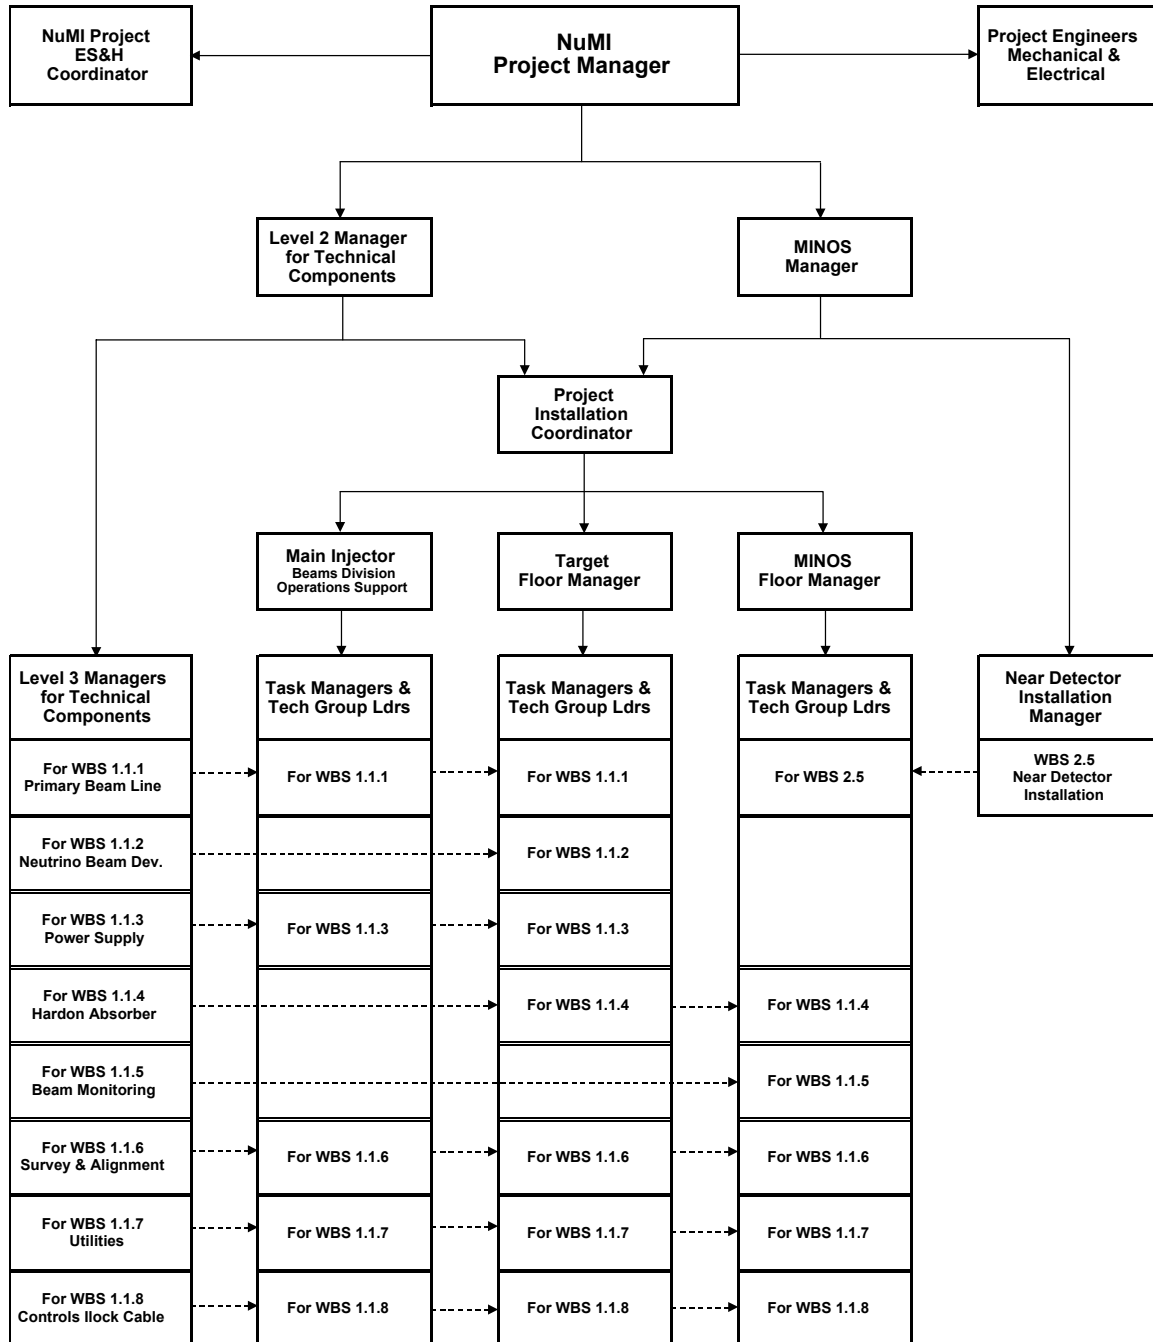 NuMI Project
ES&H
Coordinator
NuMI
Project Manager
Project Engineers
Mechanical &
Electrical
Level 2 Manager
for Technical
Components
MINOS
Manager
Project
Installation
Coordinator
Main Injector
Beams Division
Operations Support
Target
Floor Manager
MINOS
Floor Manager
Level 3 Managers
for Technical
Components
Task Managers &
Tech Group Ldrs
Task Managers &
Tech Group Ldrs
Task Managers &
Tech Group Ldrs
Near Detector
Installation
Manager
For WBS 1.1.1
Primary Beam Line
For WBS 1.1.1
For WBS 1.1.1
For WBS 2.5
WBS 2.5
Near Detector
Installation
For WBS 1.1.2
Neutrino Beam Dev.
For WBS 1.1.2
For WBS 1.1.3
Power Supply
For WBS 1.1.3
For WBS 1.1.3
For WBS 1.1.4
Hardon Absorber
For WBS 1.1.4
For WBS 1.1.4
For WBS 1.1.5
Beam Monitoring
For WBS 1.1.5
For WBS 1.1.6
Survey & Alignment
For WBS 1.1.6
For WBS 1.1.6
For WBS 1.1.6
For WBS 1.1.7
Utilities
For WBS 1.1.7
For WBS 1.1.7
For WBS 1.1.7
For WBS 1.1.8
Controls Ilock Cable
For WBS 1.1.8
For WBS 1.1.8
For WBS 1.1.8